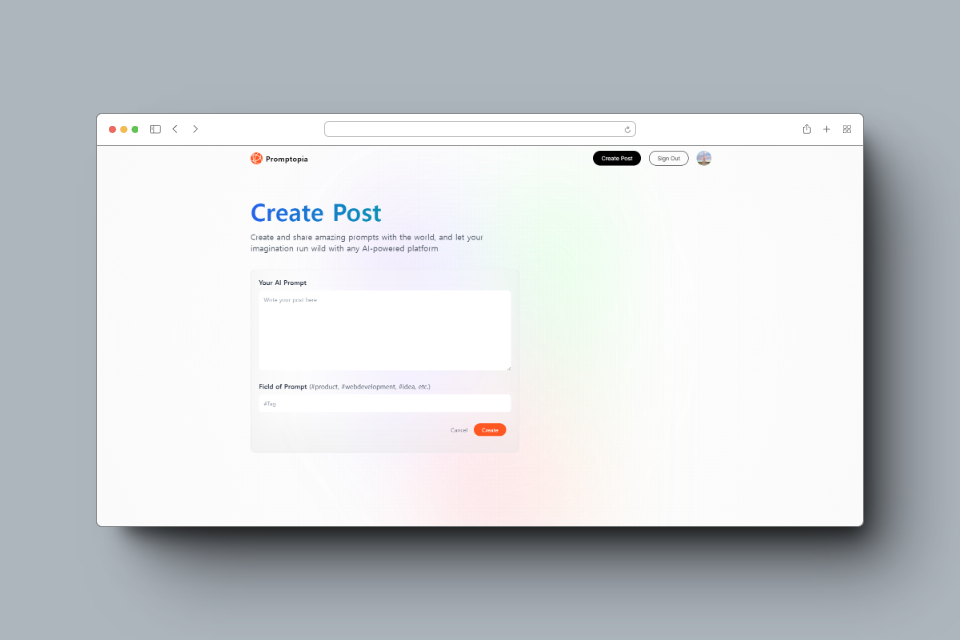 Promptopia
Create Post
Sign Out
Create Post
Create and share amazing prompts with the world, and let your
imagination run wild with any AI-powered platform
Your AI Prompt
Write your post here
Field of Prompt (#product, #webdevelopment, #idea, etc.)
#Tag
Cancel
Create